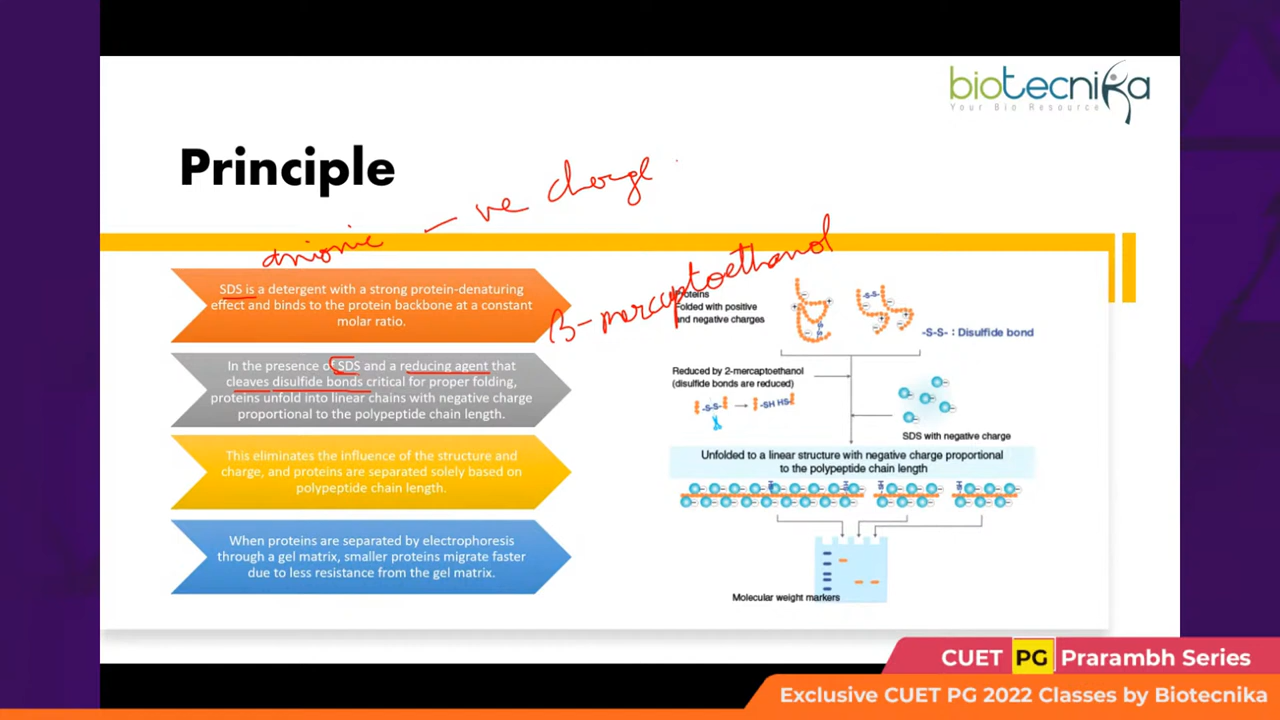 biotecnika
Your Bio Resource
Principle
anionic – ve charge
β-mercaptoethanol
SDS is a detergent with a strong protein-denaturing
effect and binds to the protein backbone at a constant
molar ratio.
In the presence of SDS and a reducing agent that
cleaves disulfide bonds critical for proper folding,
proteins unfold into linear chains with negative charge
proportional to the polypeptide chain length.
This eliminates the influence of the structure and
charge, and proteins are separated solely based on
polypeptide chain length.
When proteins are separated by electrophoresis
through a gel matrix, smaller proteins migrate faster
due to less resistance from the gel matrix.
Proteins
Folded with positive
and negative charges
-S-S-
-S-S- : Disulfide bond
Reduced by 2-mercaptoethanol
(disulfide bonds are reduced)
-S-S- → -SH HS-
SDS with negative charge
Unfolded to a linear structure with negative charge proportional
to the polypeptide chain length
Molecular weight markers
CUET PG Prarambh Series
Exclusive CUET PG 2022 Classes by Biotecnika